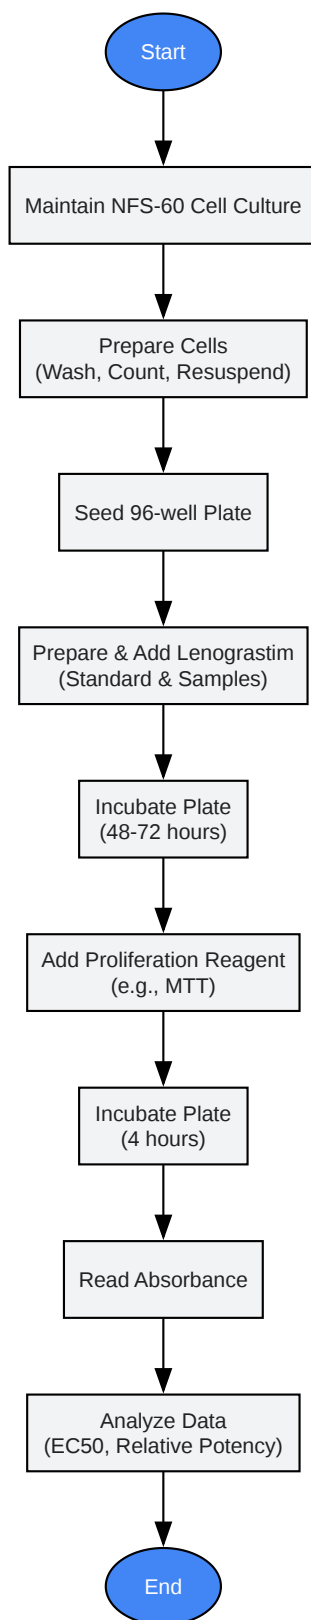 Start
Maintain NFS-60 Cell Culture
Prepare Cells
(Wash, Count, Resuspend)
Seed 96-well Plate
Prepare & Add Lenograstim
(Standard & Samples)
Incubate Plate
(48-72 hours)
Add Proliferation Reagent
(e.g., MTT)
Incubate Plate
(4 hours)
Read Absorbance
Analyze Data
(EC50, Relative Potency)
End